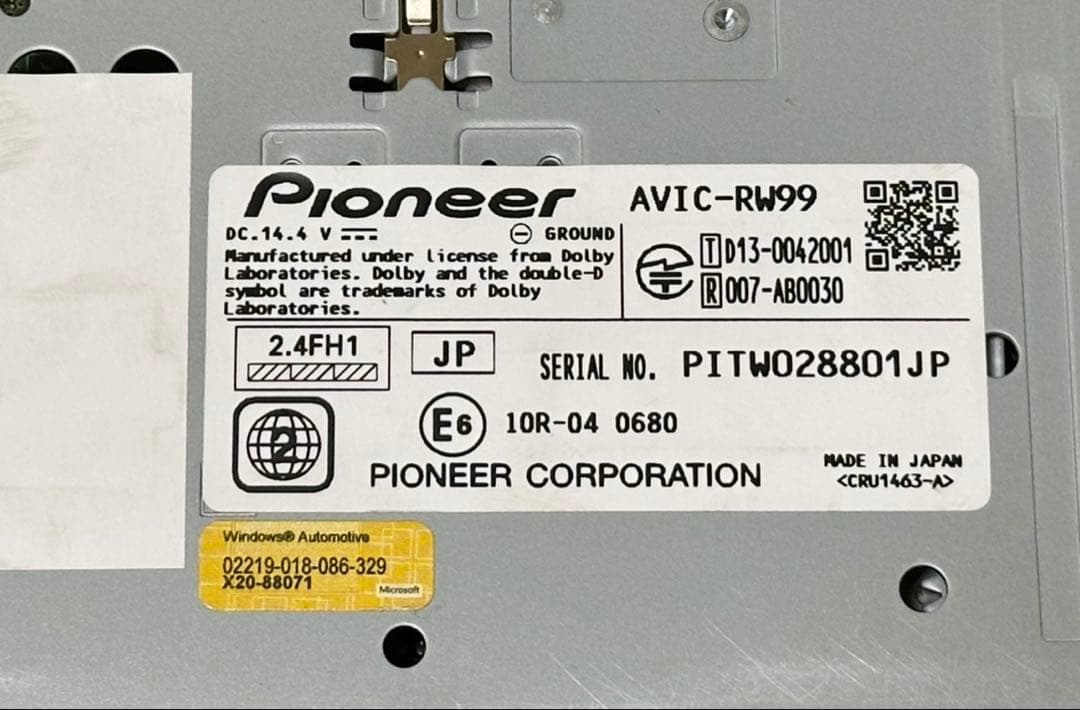 Pioneer
AVIC-RW99
DC.14.4 V
GROUND
Manufactured under license from Dolby
Laboratories. Dolby and the double-D
symbol are trademarks of Dolby
Laboratories.
T D13-0042001
R 007-AB0030
2.4FH1
JP
SERIAL NO. PITW028801JP
2
E6 10R-04 0680
PIONEER CORPORATION
MADE IN JAPAN
<CRU1463-A>
Windows® Automotive
02219-018-086-329
X20-88071
Microsoft